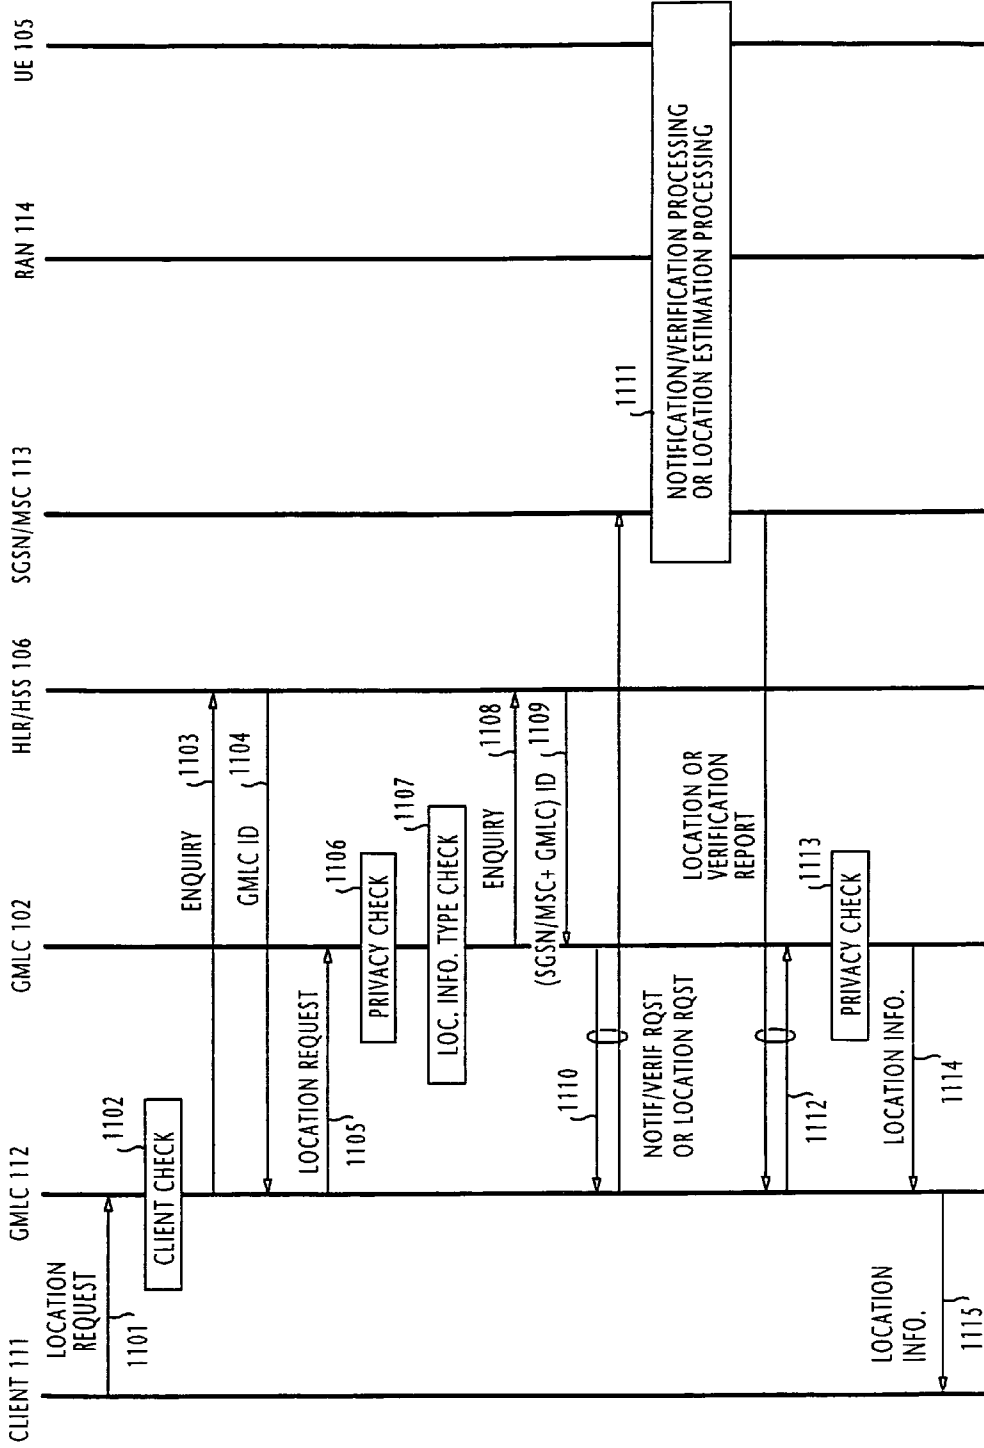 CLIENT 111
GMLC 112
GMLC 102
HLR/HSS 106
SGSN/MSC 113
RAN 114
UE 105
LOCATION
REQUEST
1101
1102
CLIENT CHECK
ENQUIRY
1103
GMLC ID
1104
LOCATION REQUEST
1105
1106
PRIVACY CHECK
1107
LOC. INFO. TYPE CHECK
ENQUIRY
1108
(SGSN/MSC+ GMLC) ID
1109
1110
NOTIF/VERIF RQST
OR LOCATION RQST
1111
NOTIFICATION/VERIFICATION PROCESSING
OR LOCATION ESTIMATION PROCESSING
LOCATION OR
VERIFICATION
REPORT
1112
1113
PRIVACY CHECK
LOCATION INFO.
1114
LOCATION
INFO.
1115